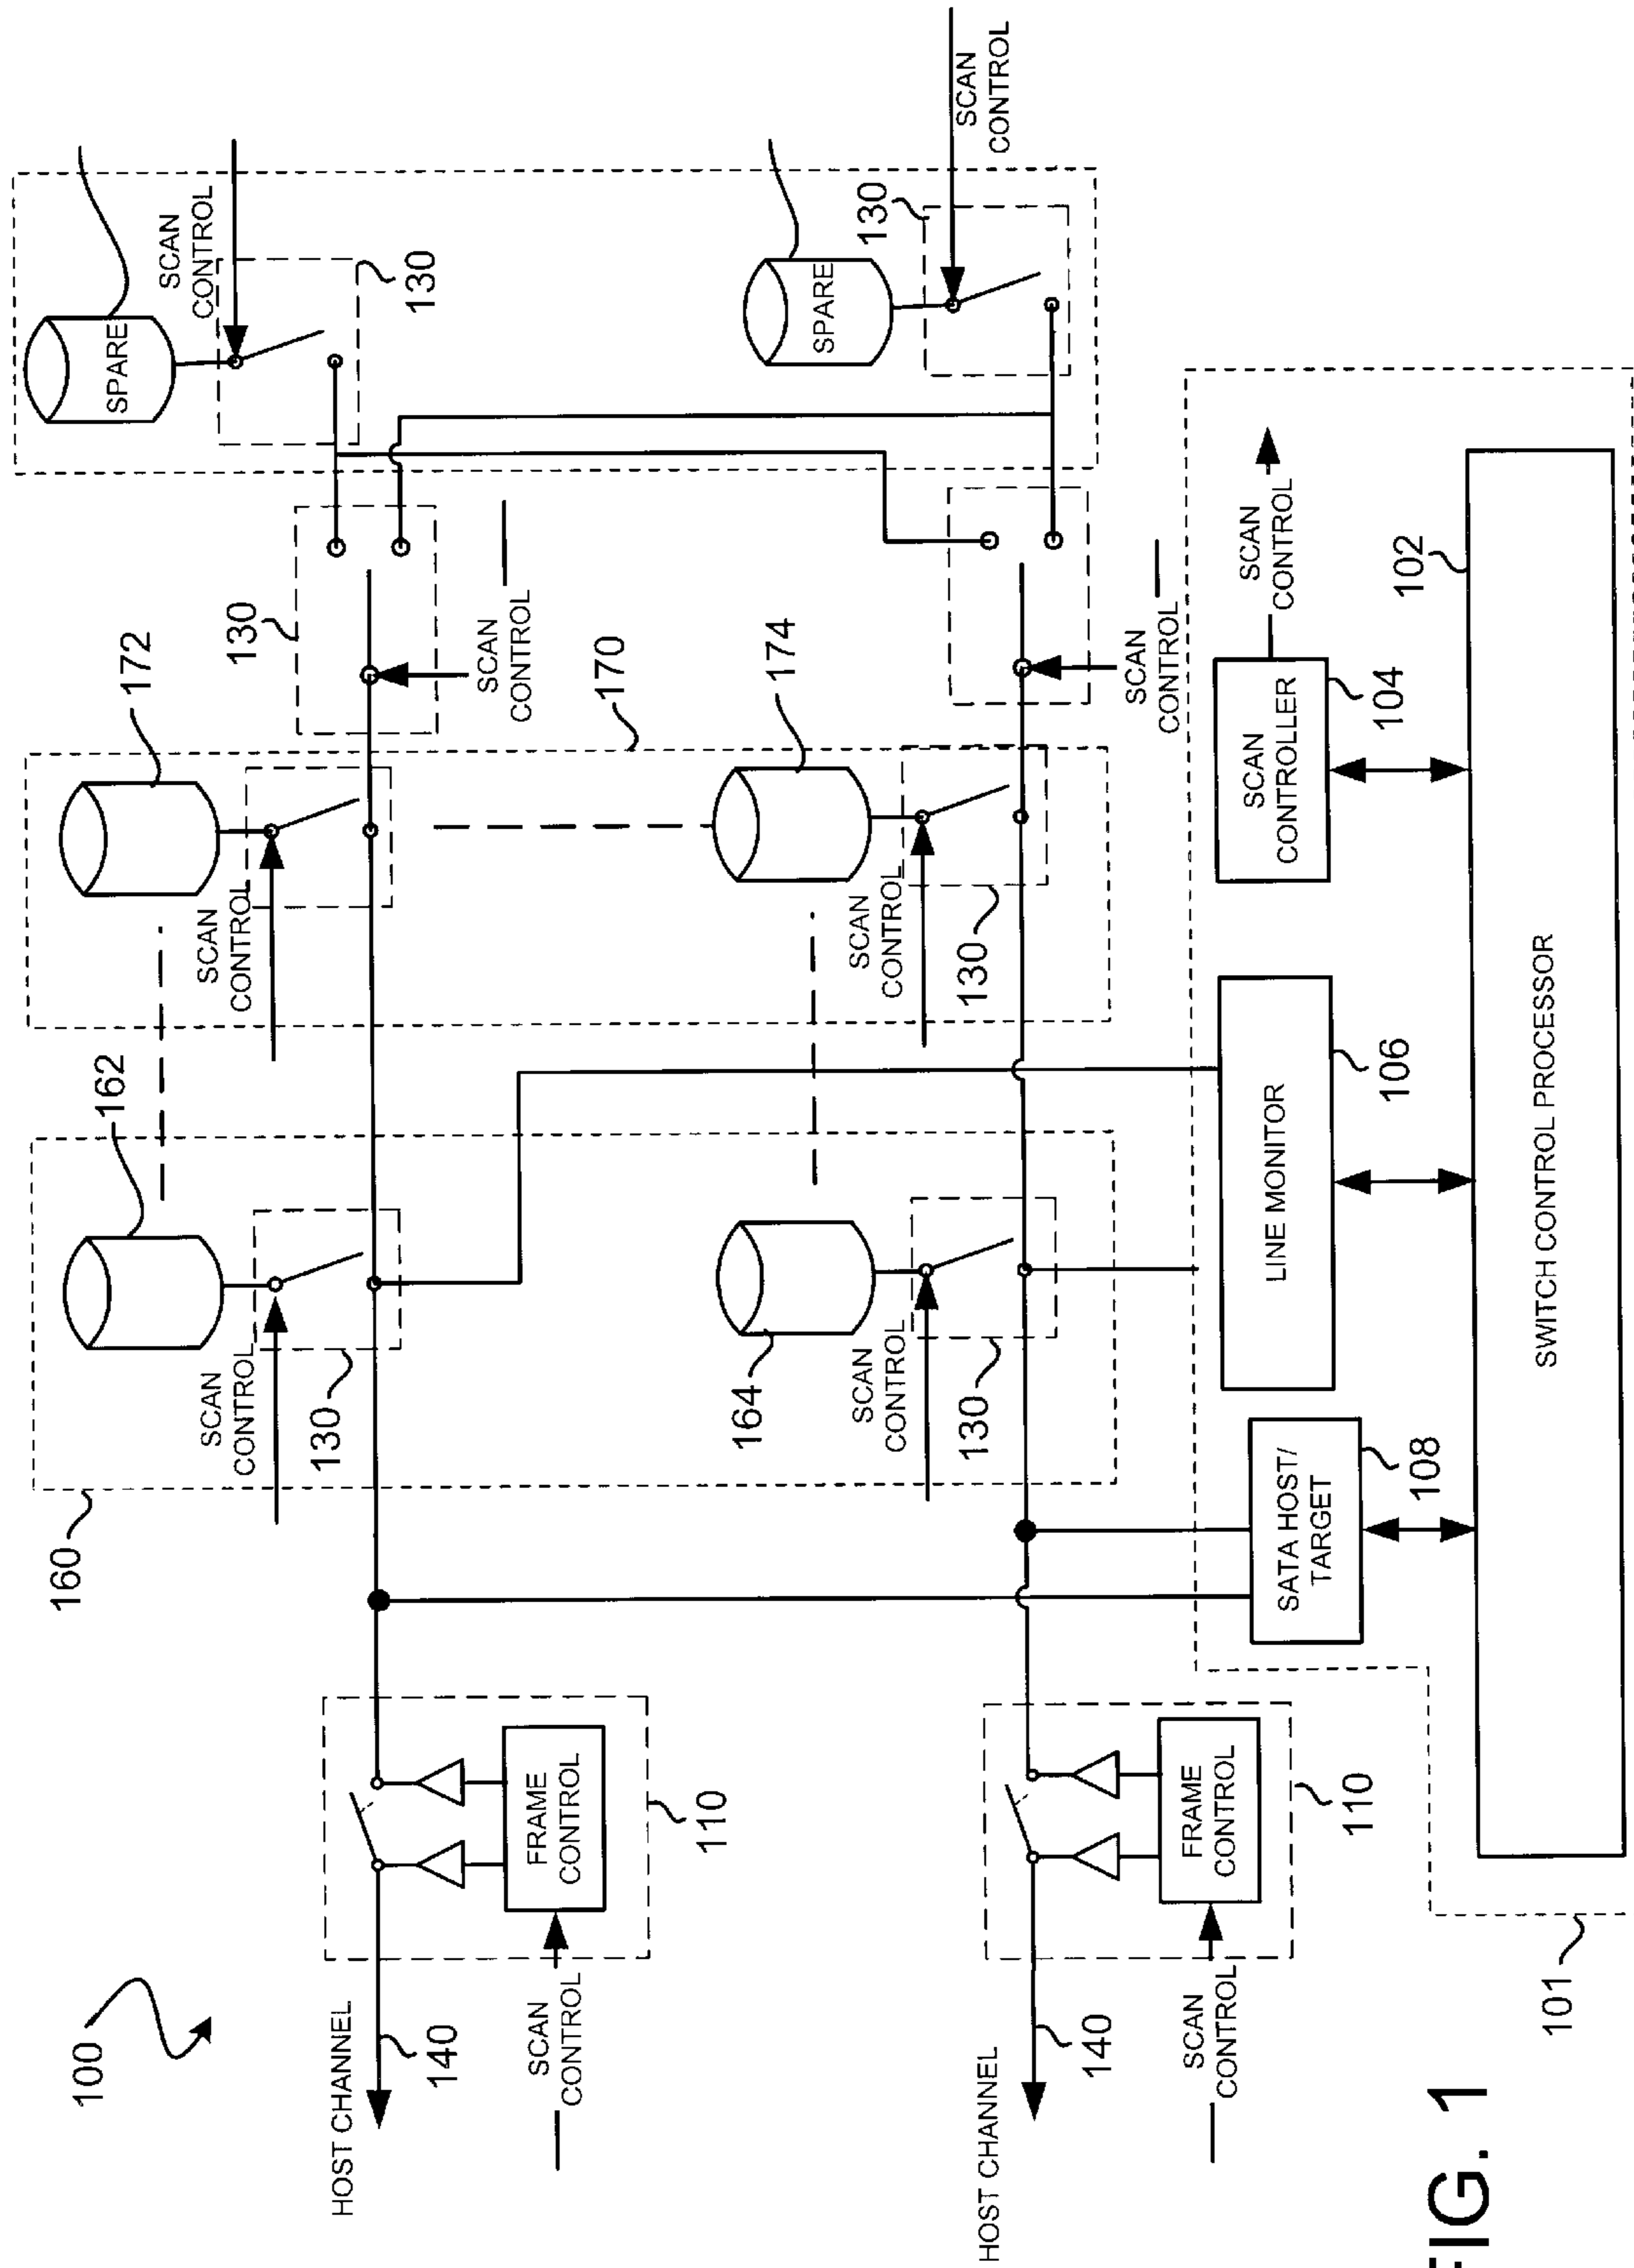 100
HOST CHANNEL
140
SCAN
CONTROL
FRAME
CONTROL
110
160
162
SCAN
CONTROL
130
172
SCAN
CONTROL
170
130
SCAN
CONTROL
SPARE
SCAN
CONTROL
130
HOST CHANNEL
140
SCAN
CONTROL
FRAME
CONTROL
110
164
SCAN
CONTROL
130
174
SCAN
CONTROL
130
SCAN
CONTROL
SPARE
130
SCAN
CONTROL
101
SATA HOST/
TARGET
108
LINE MONITOR
106
SCAN
CONTROLLER
104
SCAN
CONTROL
102
SWITCH CONTROL PROCESSOR
FIG. 1